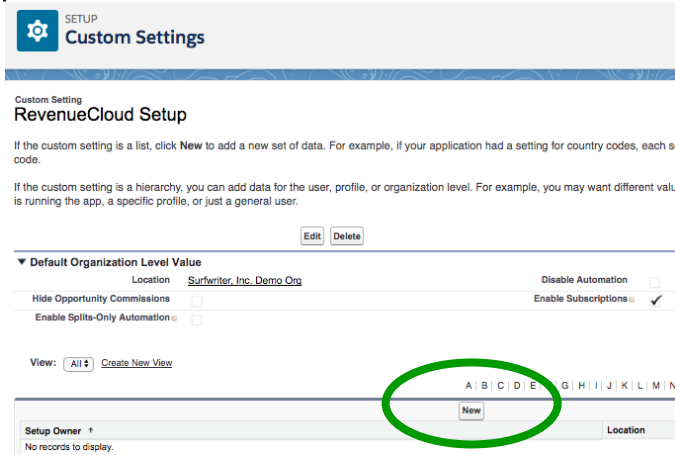 SETUP
Custom Settings
Custom Setting
RevenueCloud Setup
If the custom setting is a list, click New to add a new set of data. For example, if your application had a setting for country codes, each s
code.
If the custom setting is a hierarchy, you can add data for the user, profile, or organization level. For example, you may want different valu
is running the app, a specific profile, or just a general user.
Edit Delete
▼ Default Organization Level Value
Location Surfwriter, Inc. Demo Org Disable Automation
Hide Opportunity Commissions Enable Subscriptions
Enable Splits-Only Automation
View: All Create New View
A | B | C | D | E | | G | H | I | J | K | L | M | N
New
Setup Owner ↑ Location
No records to display.